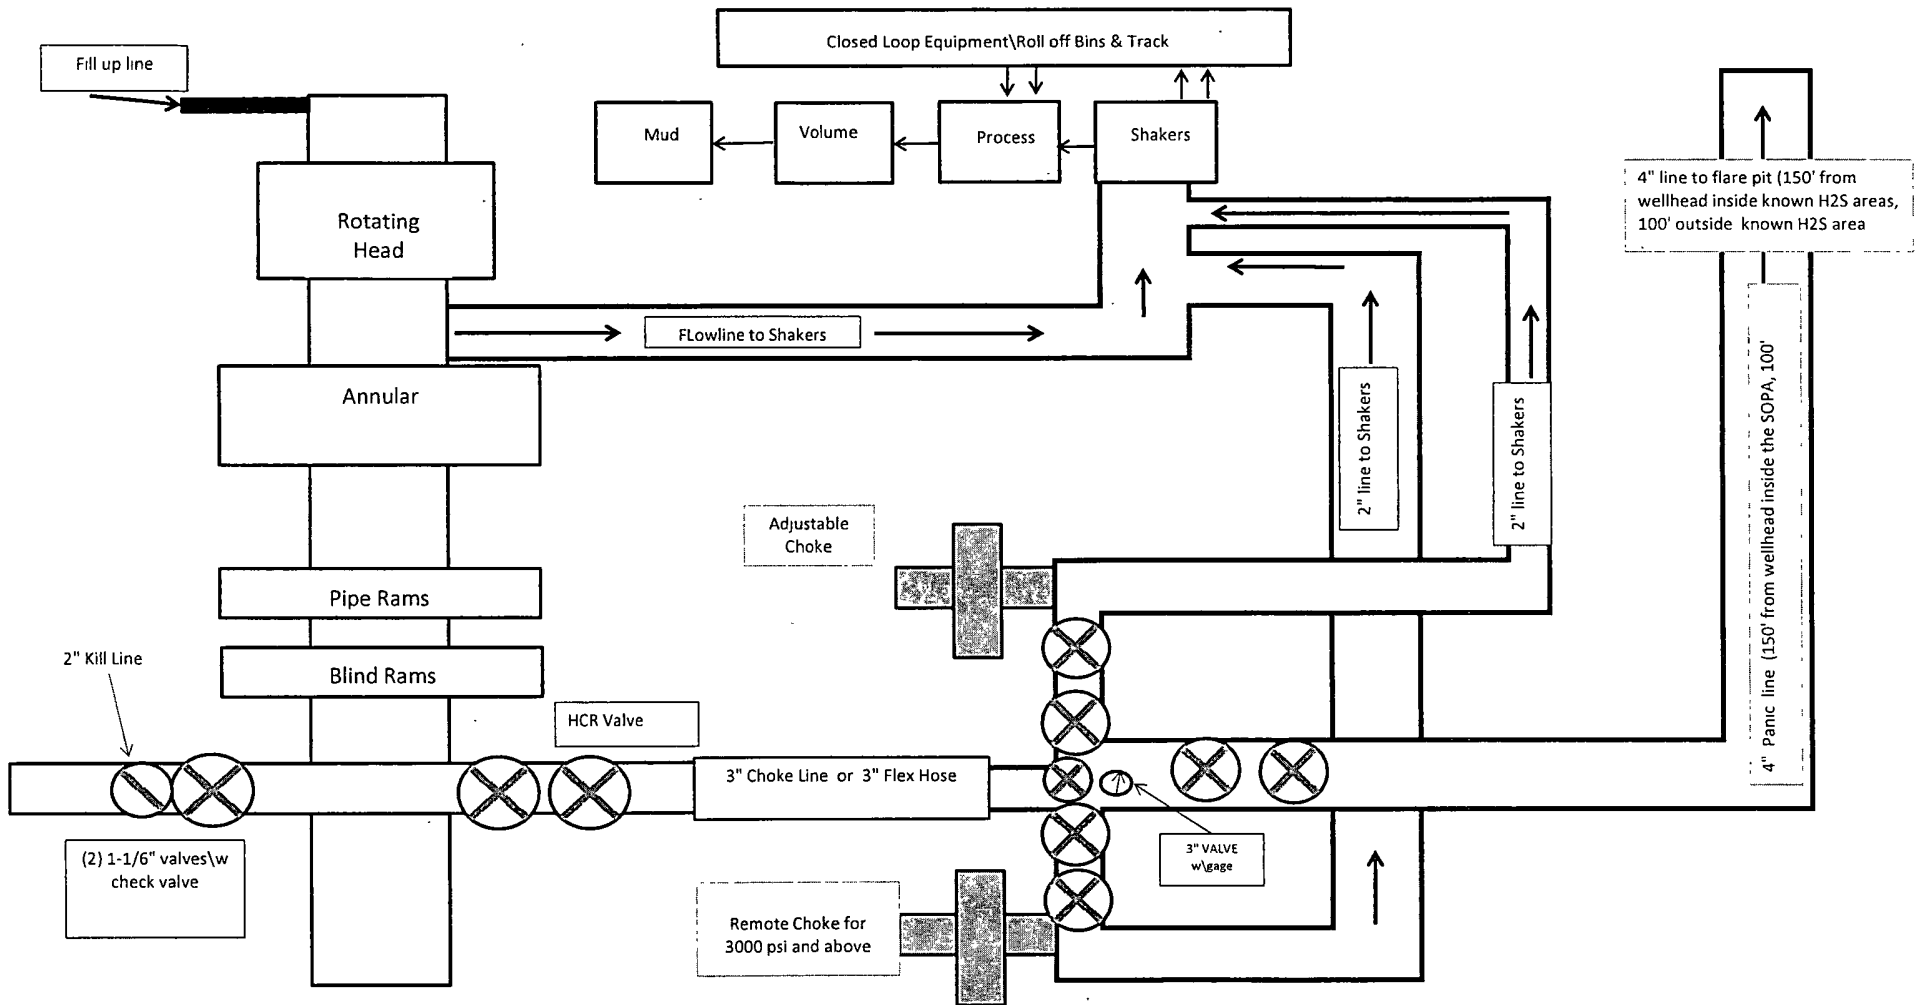 Closed Loop Equipment\Roll off Bins & Track
Fill up line
Mud
Volume
Process
Shakers
4" line to flare pit (150' from
wellhead inside known H2S areas,
100' outside known H2S area
Rotating
Head
FLowline to Shakers
Annular
2" line to Shakers
2" line to Shakers
4" Panic line (150' from wellhead inside the SOPA, 100'
Adjustable
Choke
Pipe Rams
2" Kill Line
Blind Rams
HCR Valve
3" Choke Line or 3" Flex Hose
(2) 1-1/6" valves\w
check valve
3" VALVE
w\gage
Remote Choke for
3000 psi and above